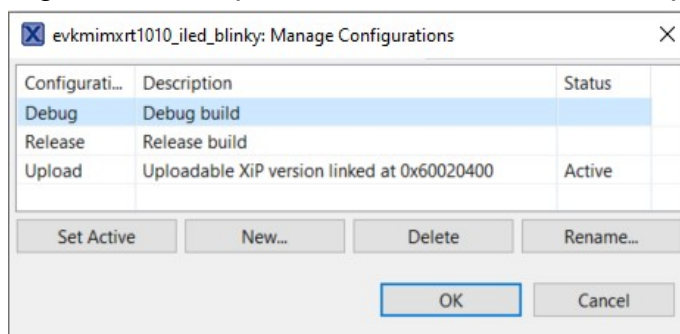 evkmimxrt1010_iled_blinky: Manage Configurations
Configurati... Description Status
Debug Debug build
Release Release build
Upload Uploadable XiP version linked at 0x60020400 Active
Set Active New... Delete Rename...
OK Cancel